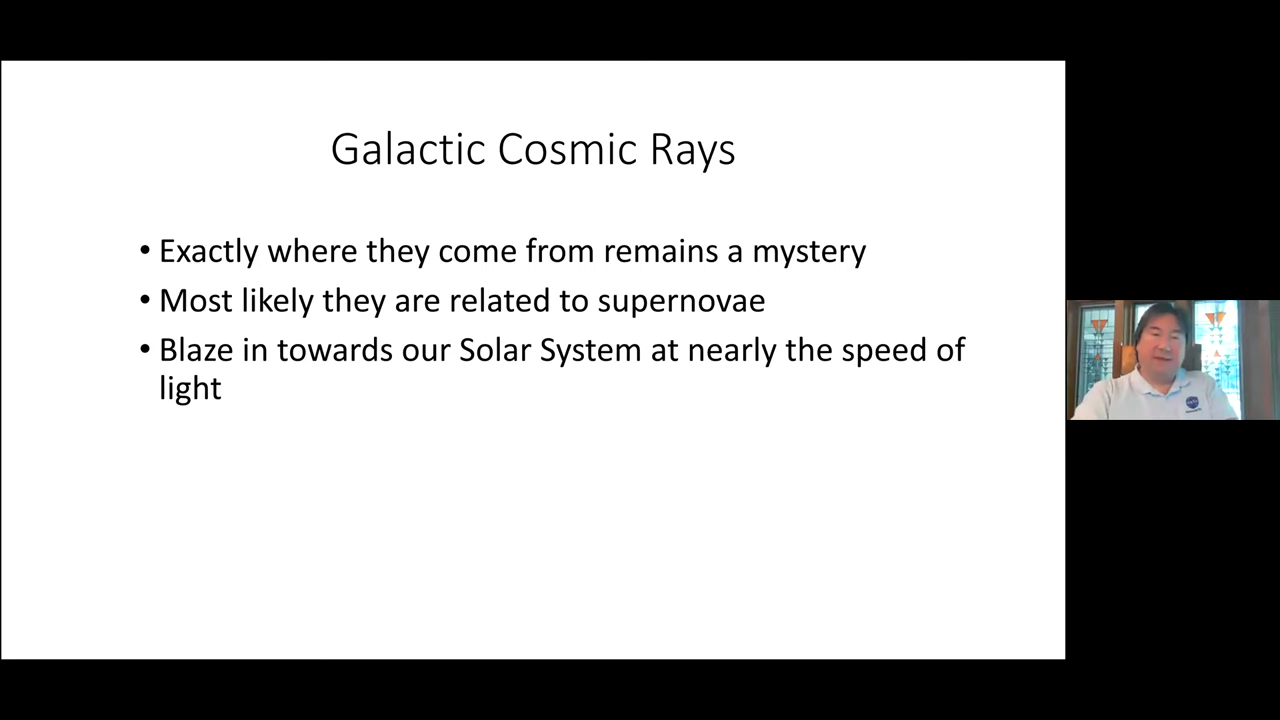 Galactic Cosmic Rays
• Exactly where they come from remains a mystery
• Most likely they are related to supernovae
• Blaze in towards our Solar System at nearly the speed of
light